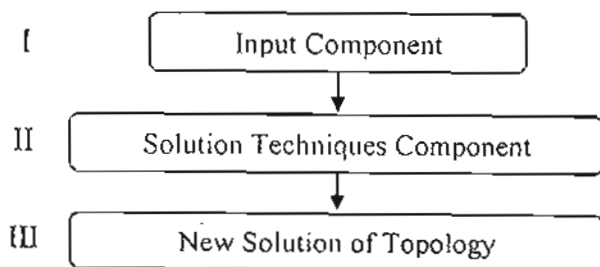 I Input Component
II Solution Techniques Component
III New Solution of Topology